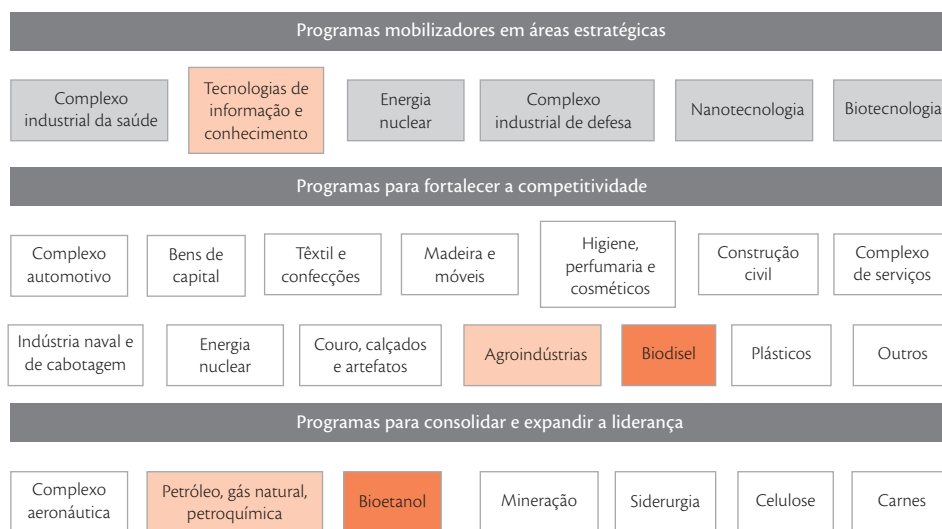 Programas mobilizadores em áreas estratégicas
Complexo
industrial da saúde
Tecnologias de
informação e
conhecimento
Energia
nuclear
Complexo
industrial de defesa
Nanotecnologia
Biotecnologia
Programas para fortalecer a competitividade
Complexo
automotivo
Bens de
capital
Têxtil e
confecções
Madeira e
móveis
Higiene,
perfumaria e
cosméticos
Construção
civil
Complexo
de serviços
Indústria naval e
de cabotagem
Energia
nuclear
Couro, calçados
e artefatos
Agroindústrias
Biodisel
Plásticos
Outros
Programas para consolidar e expandir a liderança
Complexo
aeronáutica
Petróleo, gás natural,
petroquímica
Bioetanol
Mineração
Siderurgia
Celulose
Carnes